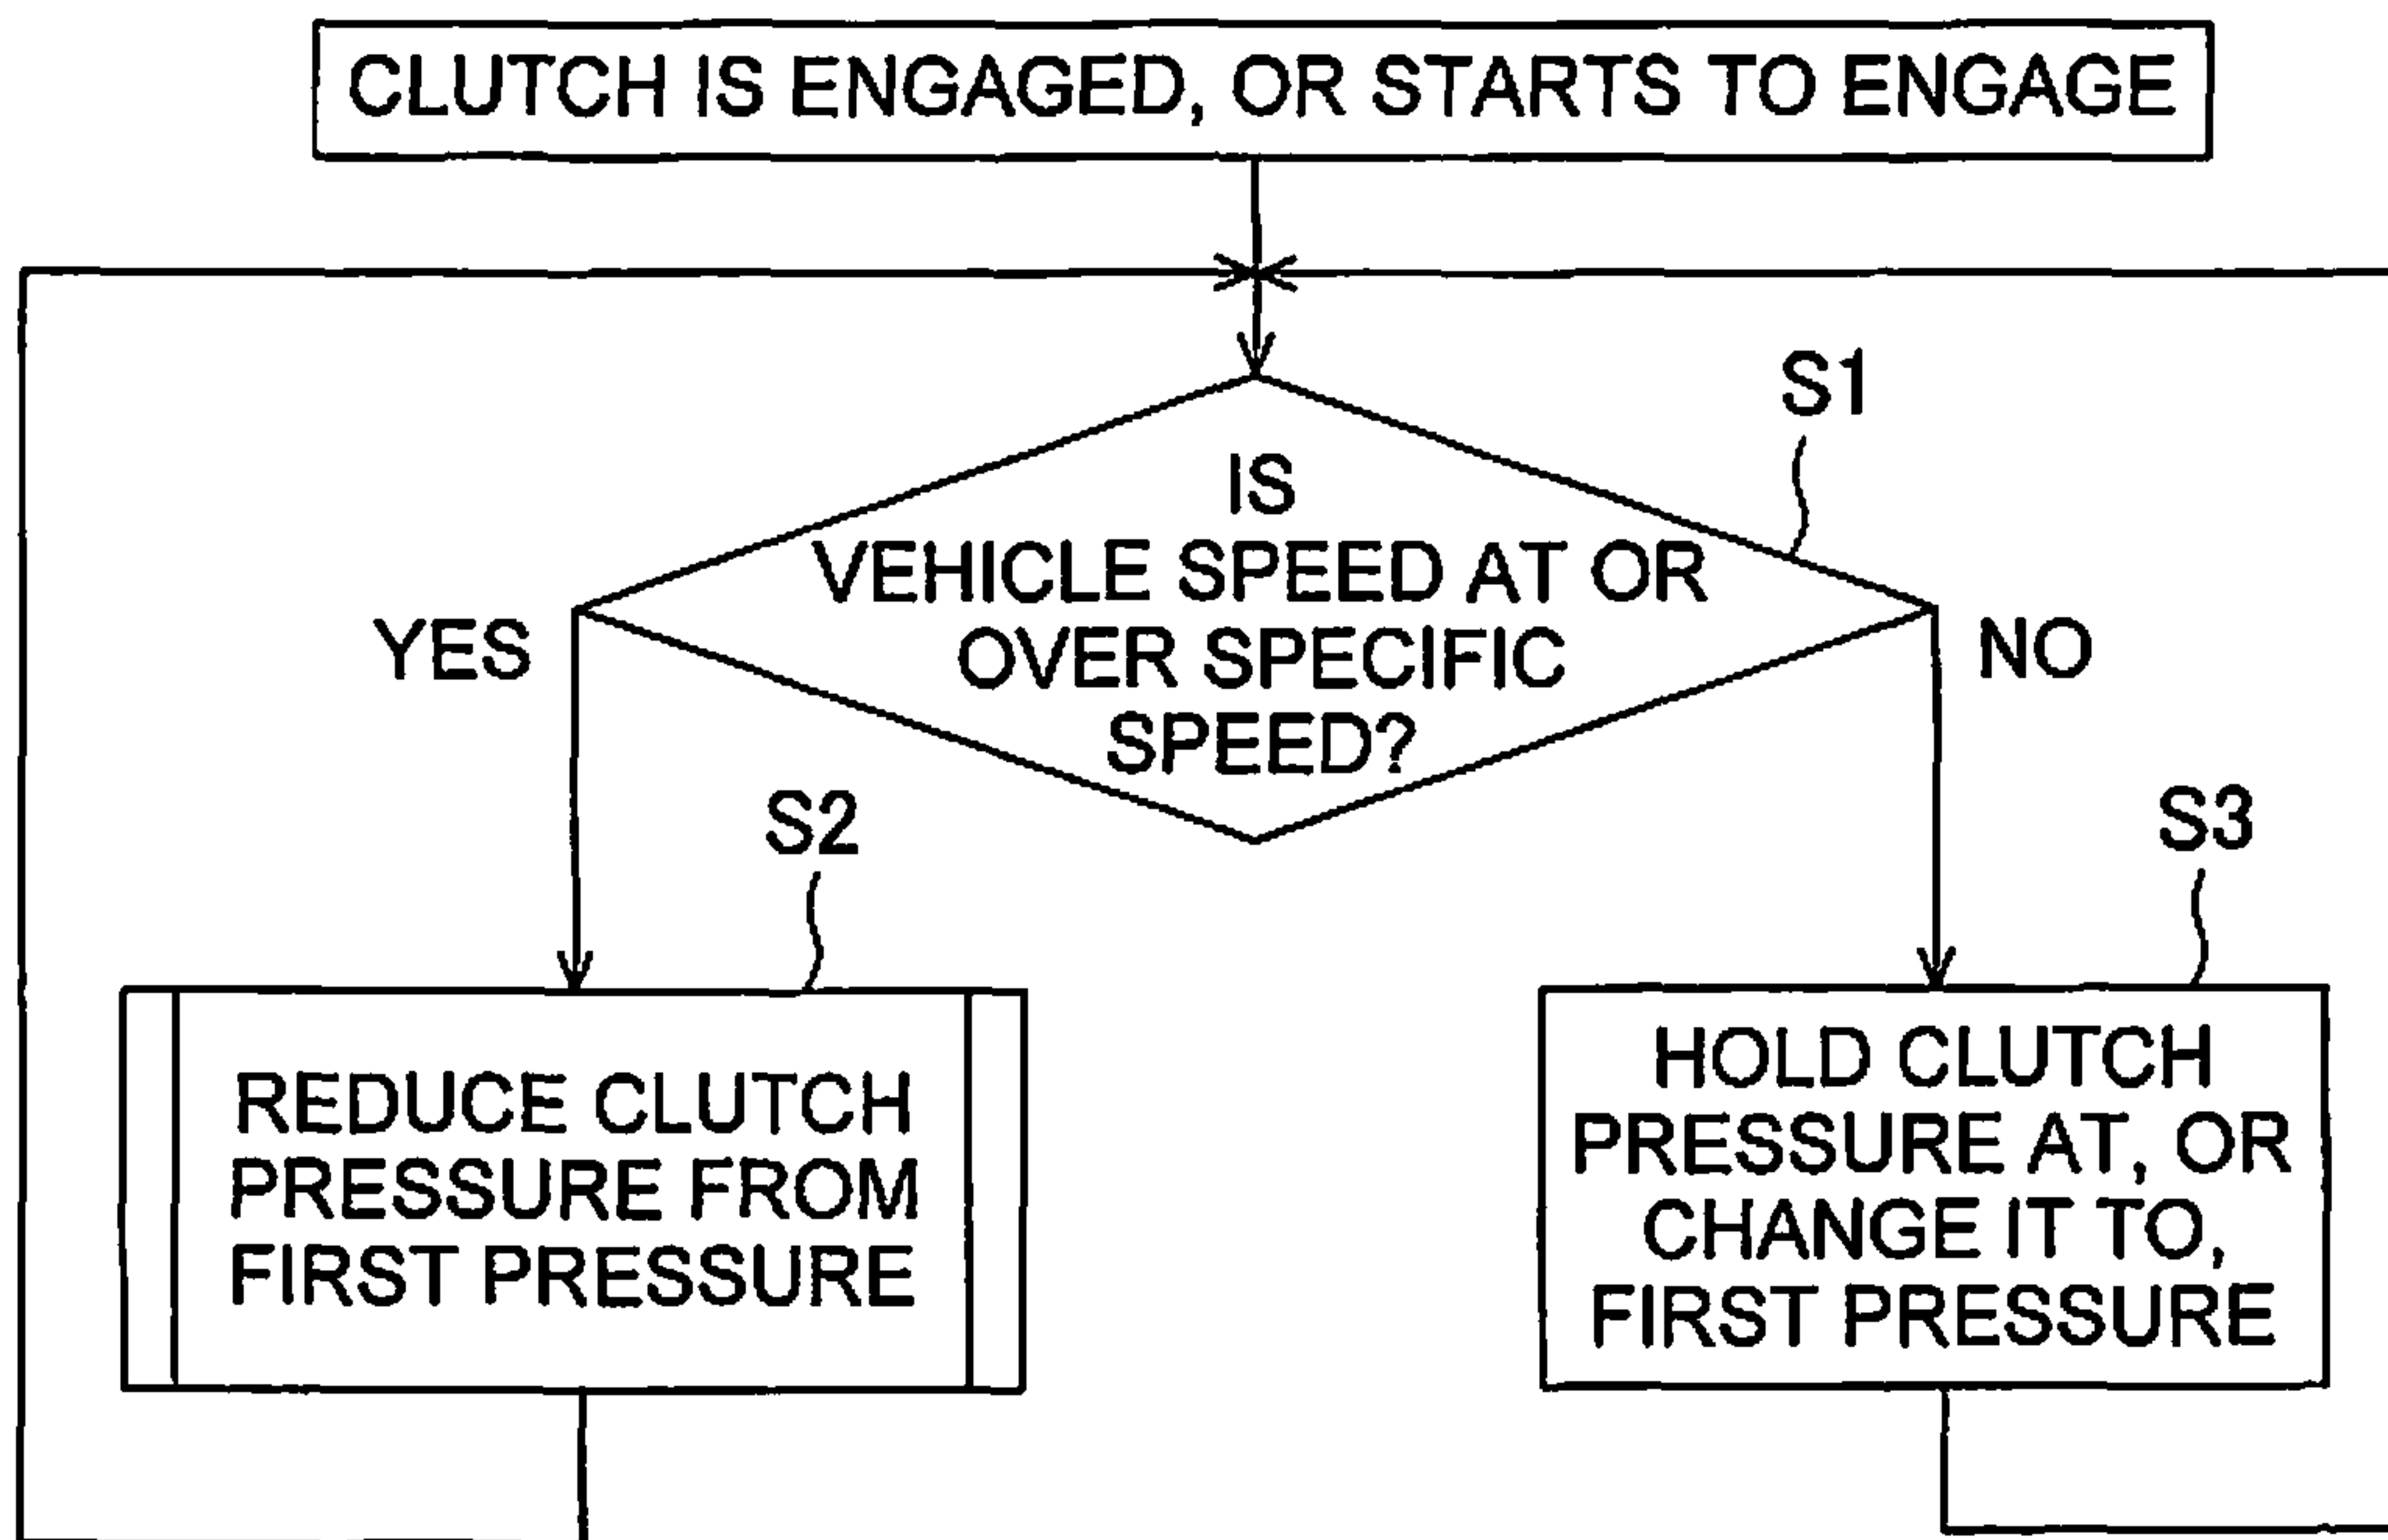 CLUTCH IS ENGAGED, OR STARTS TO ENGAGE
S1
IS
VEHICLE SPEED AT OR
OVER SPECIFIC
SPEED?
YES
NO
S2
S3
REDUCE CLUTCH
PRESSURE FROM
FIRST PRESSURE
HOLD CLUTCH
PRESSURE AT, OR
CHANGE IT TO,
FIRST PRESSURE